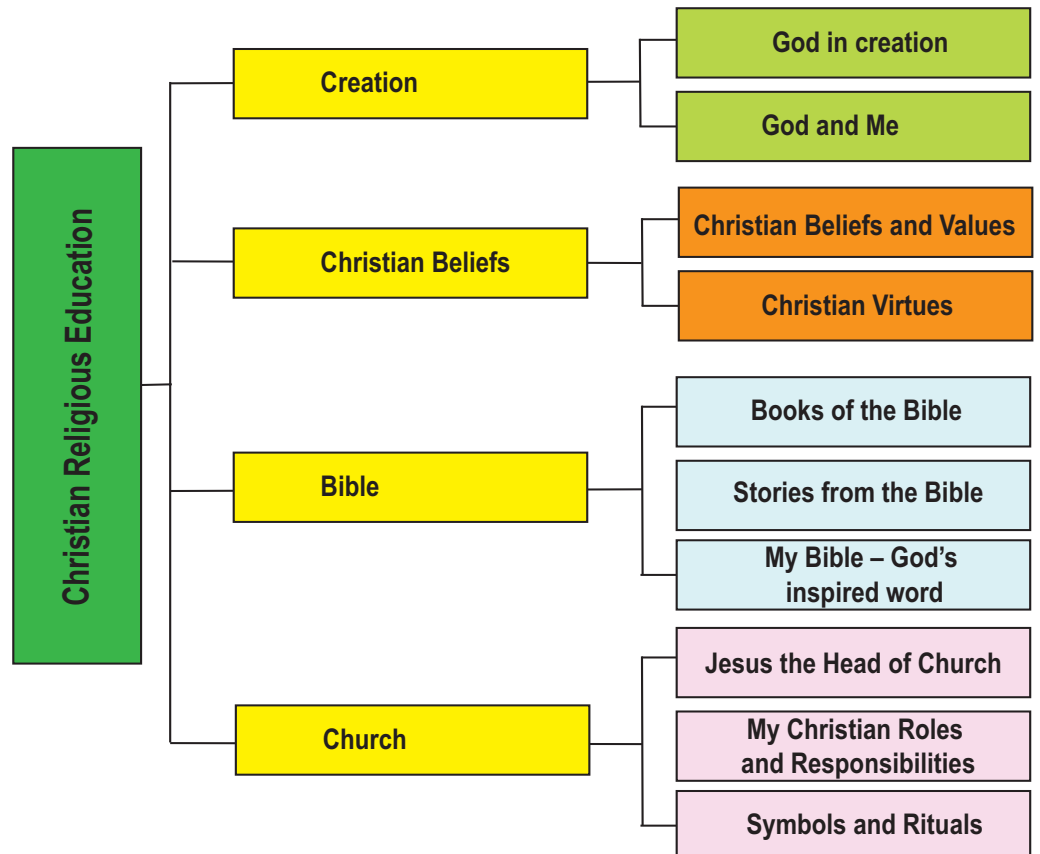 Christian Religious Education
Creation
God in creation
God and Me
Christian Beliefs
Christian Beliefs and Values
Christian Virtues
Bible
Books of the Bible
Stories from the Bible
My Bible – God's
inspired word
Church
Jesus the Head of Church
My Christian Roles
and Responsibilities
Symbols and Rituals